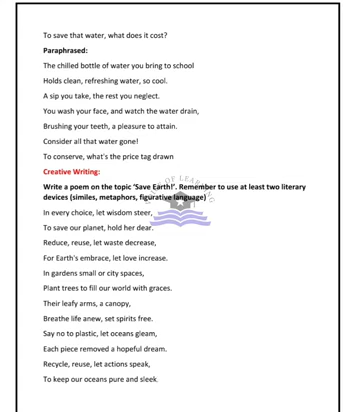 To save that water, what does it cost?
Paraphrased:
The chilled bottle of water you bring to school
Holds clean, refreshing water, so cool.
A sip you take, the rest you neglect.
You wash your face, and watch the water drain,
Brushing your teeth, a pleasure to attain.
Consider all that water gone!
To conserve, what's the price tag drawn
Creative Writing:
Write a poem on the topic ‘Save Earth!’. Remember to use at least two literary
devices (similes, metaphors, figurative language)
In every choice, let wisdom steer,
To save our planet, hold her dear.
Reduce, reuse, let waste decrease,
For Earth's embrace, let love increase.
In gardens small or city spaces,
Plant trees to fill our world with graces.
Their leafy arms, a canopy,
Breathe life anew, set spirits free.
Say no to plastic, let oceans gleam,
Each piece removed a hopeful dream.
Recycle, reuse, let actions speak,
To keep our oceans pure and sleek.